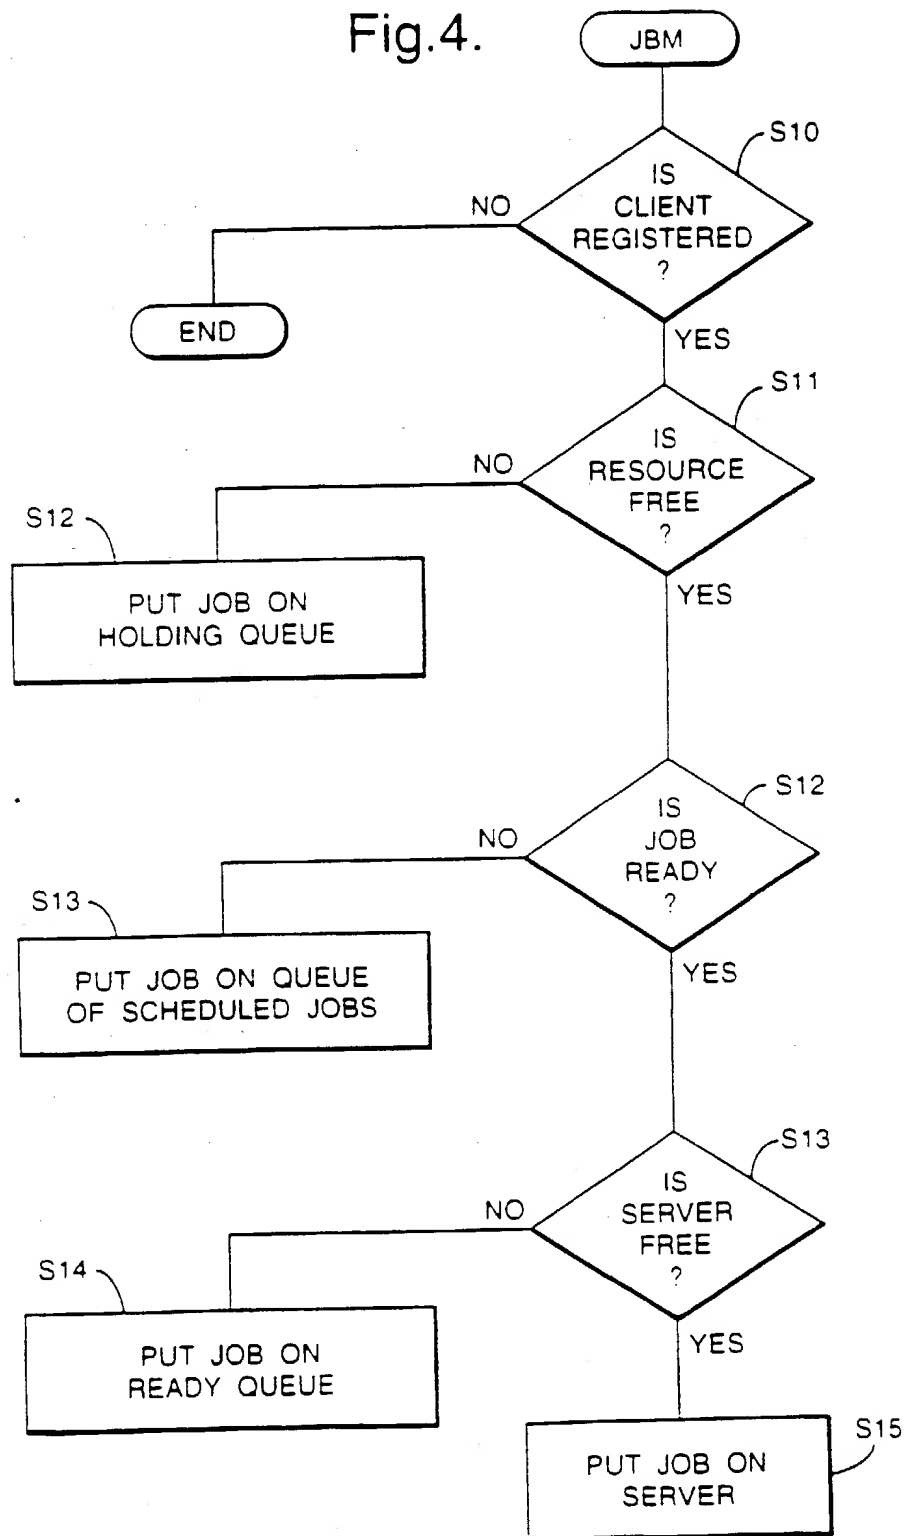 Fig.4.
JBM
S10
IS
CLIENT
REGISTERED
?
NO
END
YES
S11
IS
RESOURCE
FREE
?
NO
S12
PUT JOB ON
HOLDING QUEUE
YES
S12
IS
JOB
READY
?
NO
S13
PUT JOB ON QUEUE
OF SCHEDULED JOBS
YES
S13
IS
SERVER
FREE
?
NO
S14
PUT JOB ON
READY QUEUE
YES
S15
PUT JOB ON
SERVER